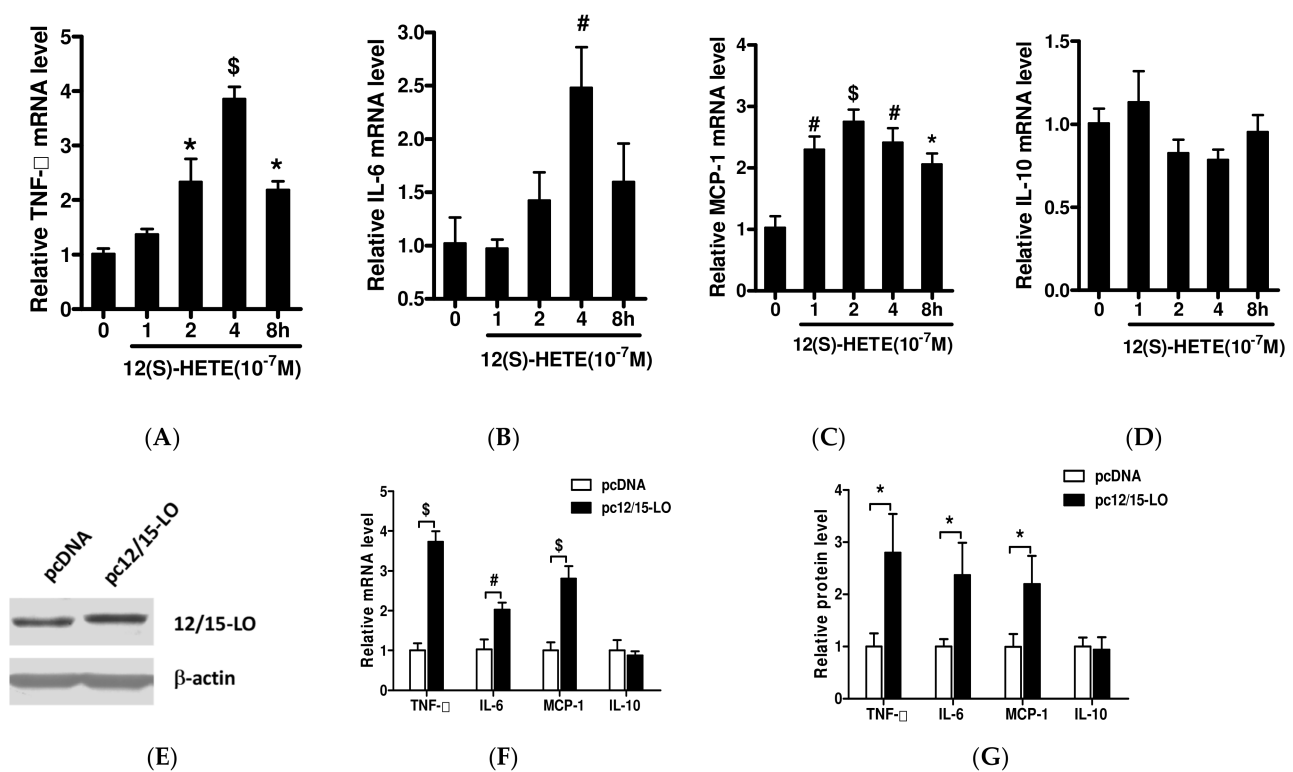 Relative TNF-□ mRNA level
5
4
3
2
1
0
*
$
*
0 1 2 4 8h
12(S)-HETE(10⁻⁷M)
(A)
Relative IL-6 mRNA level
3.0
2.5
2.0
1.5
1.0
0.5
#
0 1 2 4 8h
12(S)-HETE(10⁻⁷M)
(B)
Relative MCP-1 mRNA level
4
3
2
1
0
# $ # *
0 1 2 4 8h
12(S)-HETE(10⁻⁷M)
(C)
Relative IL-10 mRNA level
1.5
1.0
0.5
0.0
0 1 2 4 8h
12(S)-HETE(10⁻⁷M)
(D)
pcDNA
pc12/15-LO
12/15-LO
β-actin
(E)
Relative mRNA level
5
4
3
2
1
0
pcDNA
pc12/15-LO
$ # $
TNF-□ IL-6 MCP-1 IL-10
(F)
Relative protein level
4
3
2
1
0
pcDNA
pc12/15-LO
* * *
TNF-□ IL-6 MCP-1 IL-10
(G)